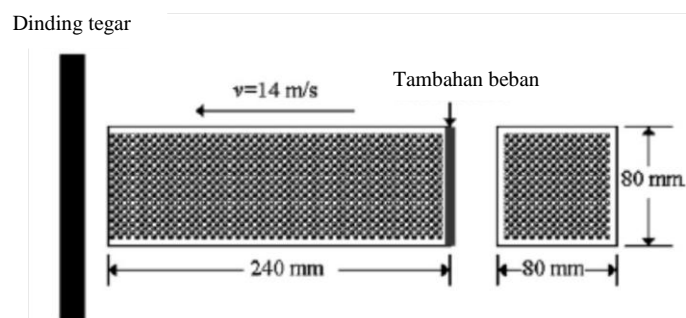 Dinding tegar
v=14 m/s
Tambahan beban
80 mm
240 mm
80 mm